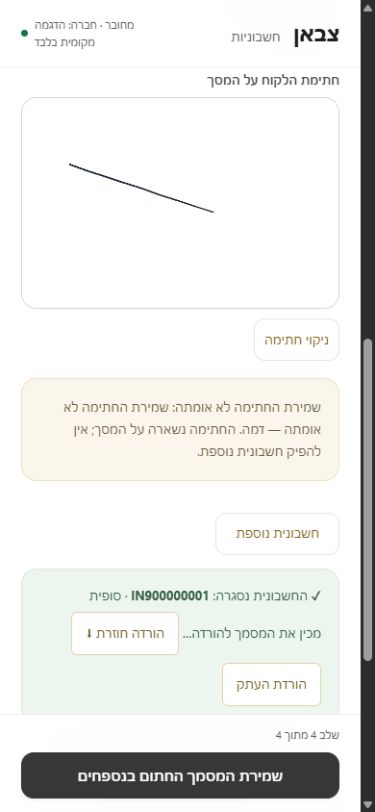 צבאן
חשבוניות
מחובר · חברה: הדגמה
מקומית בלבד
חתימת הלקוח על המסך
ניקוי חתימה
שמירת החתימה לא אומתה: שמירת החתימה לא
אומתה — דמה. החתימה נשארה על המסך; אין
להפיק חשבונית נוספת.
חשבונית נוספת
✓ החשבונית נסגרה: IN900000001 · סופית
מכין את המסמך להורדה... הורדה חוזרת ⬇
הורדת העתק
שלב 4 מתוך 4
שמירת המסמך החתום בנספחים